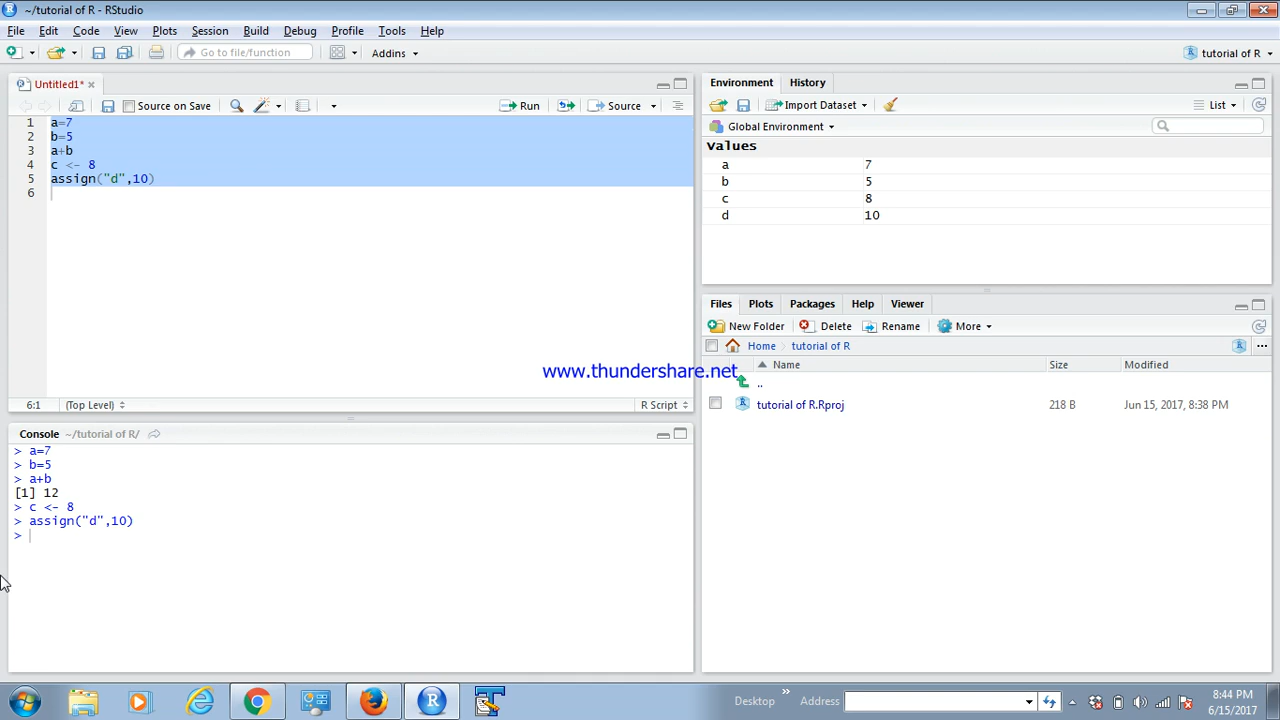 ~/tutorial of R - RStudio
File Edit Code View Plots Session Build Debug Profile Tools Help
Go to file/function Addins tutorial of R
Untitled1*
Source on Save Run Source
1 a=7
2 b=5
3 a+b
4 c <- 8
5 assign("d",10)
6
6:1 (Top Level) R Script
Console ~/tutorial of R/
> a=7
> b=5
> a+b
[1] 12
> c <- 8
> assign("d",10)
>
Environment History
Import Dataset List
Global Environment
Values
a 7
b 5
c 8
d 10
Files Plots Packages Help Viewer
New Folder Delete Rename More
Home tutorial of R
Name Size Modified
www.thundershare.net
..
tutorial of R.Rproj 218 B Jun 15, 2017, 8:38 PM
Desktop » Address 8:44 PM
6/15/2017